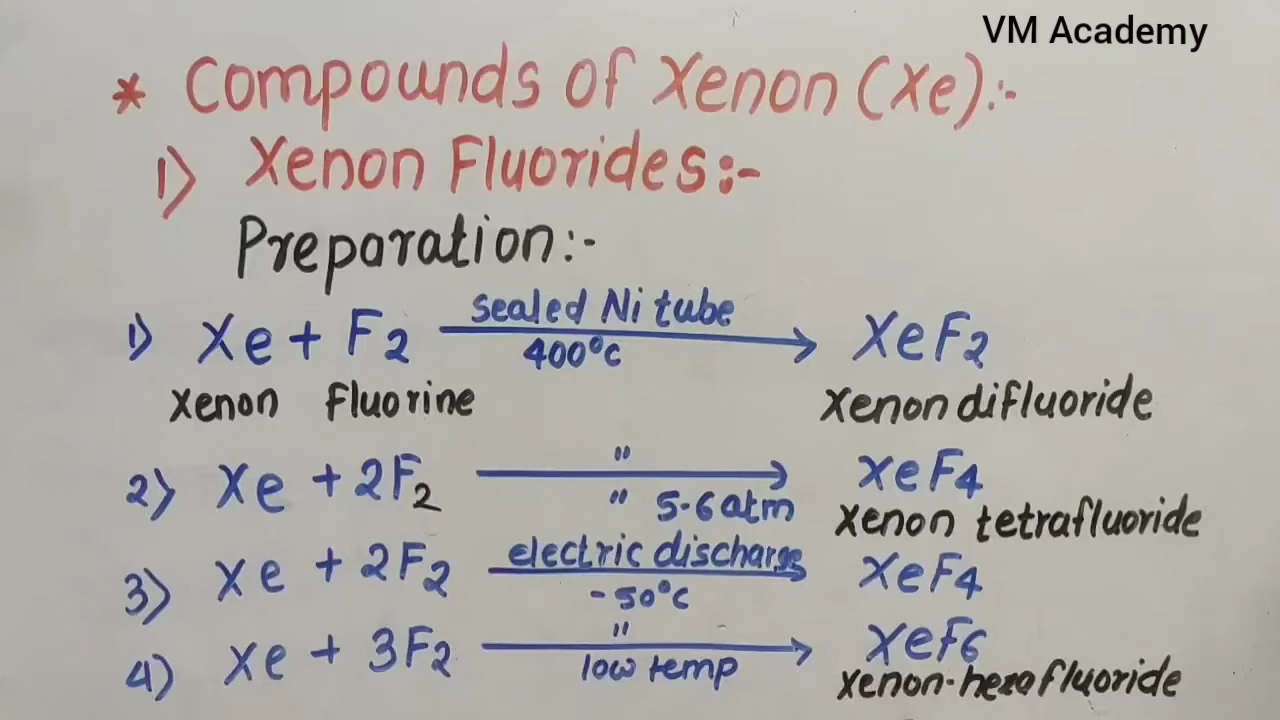 VM Academy
* Compounds of Xenon (Xe):-
1) Xenon Fluorides:-
Preparation:-
sealed Ni tube
1) Xe + F2 → XeF2
400°C
xenon fluorine xenon difluoride
"
2) Xe + 2F2 → XeF4
" 5-6 atm
xenon tetrafluoride
electric discharge
3) Xe + 2F2 → XeF4
-50°C
"
4) Xe + 3F2 → XeF6
low temp
xenon-hexafluoride